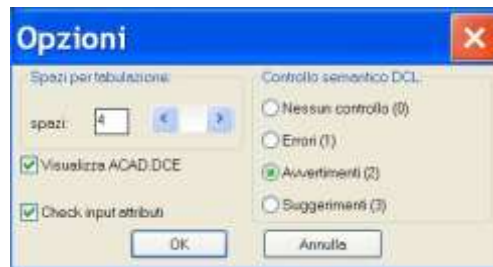 Opzioni
Spazi per tabulazione:
spazi: 4 < >
Visualizza ACAD.DCE
Check input attributi
Controllo semantico DCL:
Nessun controllo (0)
Errori (1)
Avvertimenti (2)
Suggerimenti (3)
OK
Annulla